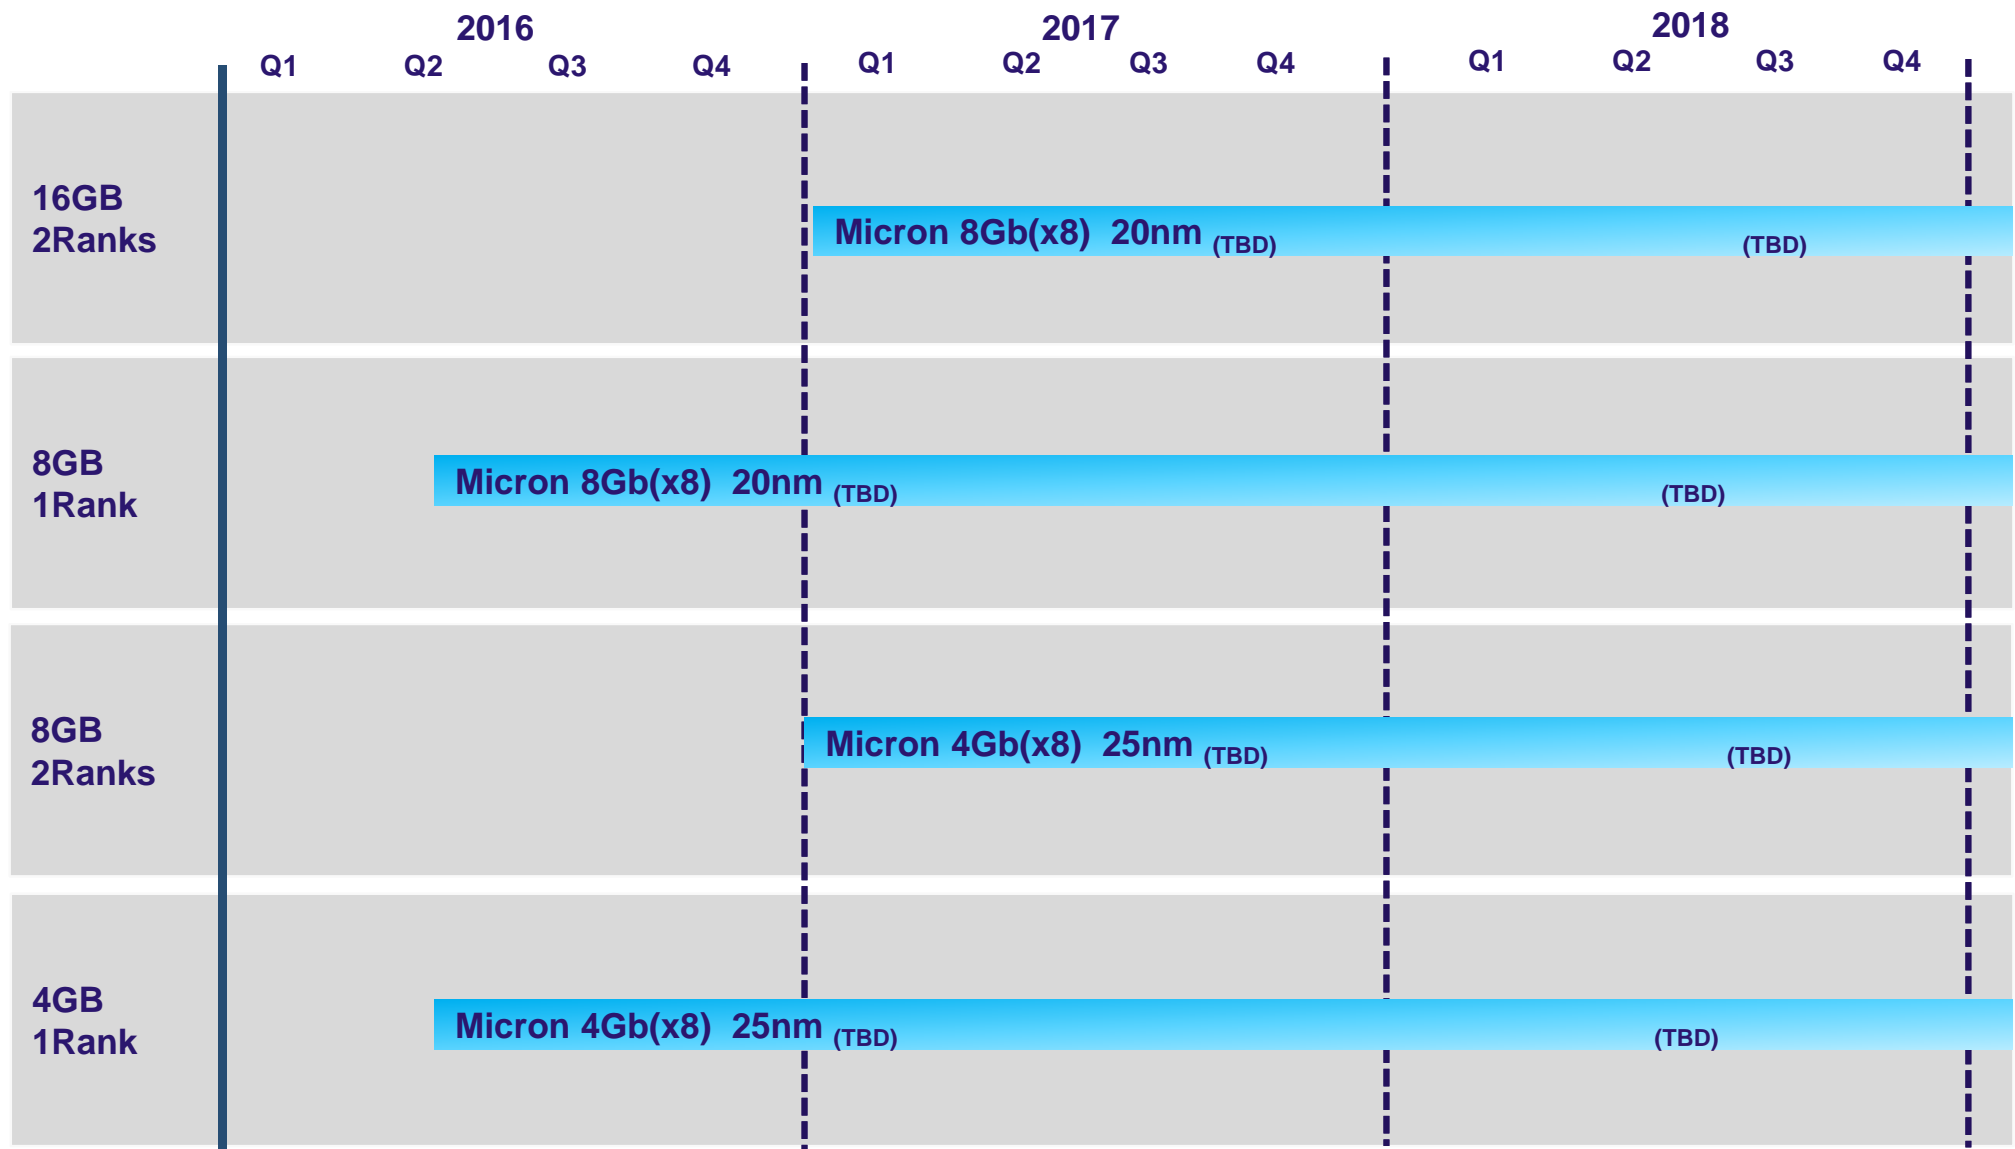 2016 2017 2018
Q1 Q2 Q3 Q4 Q1 Q2 Q3 Q4 Q1 Q2 Q3 Q4
16GB
2Ranks
Micron 8Gb(x8) 20nm (TBD) (TBD)
8GB
1Rank
Micron 8Gb(x8) 20nm (TBD) (TBD)
8GB
2Ranks
Micron 4Gb(x8) 25nm (TBD) (TBD)
4GB
1Rank
Micron 4Gb(x8) 25nm (TBD) (TBD)